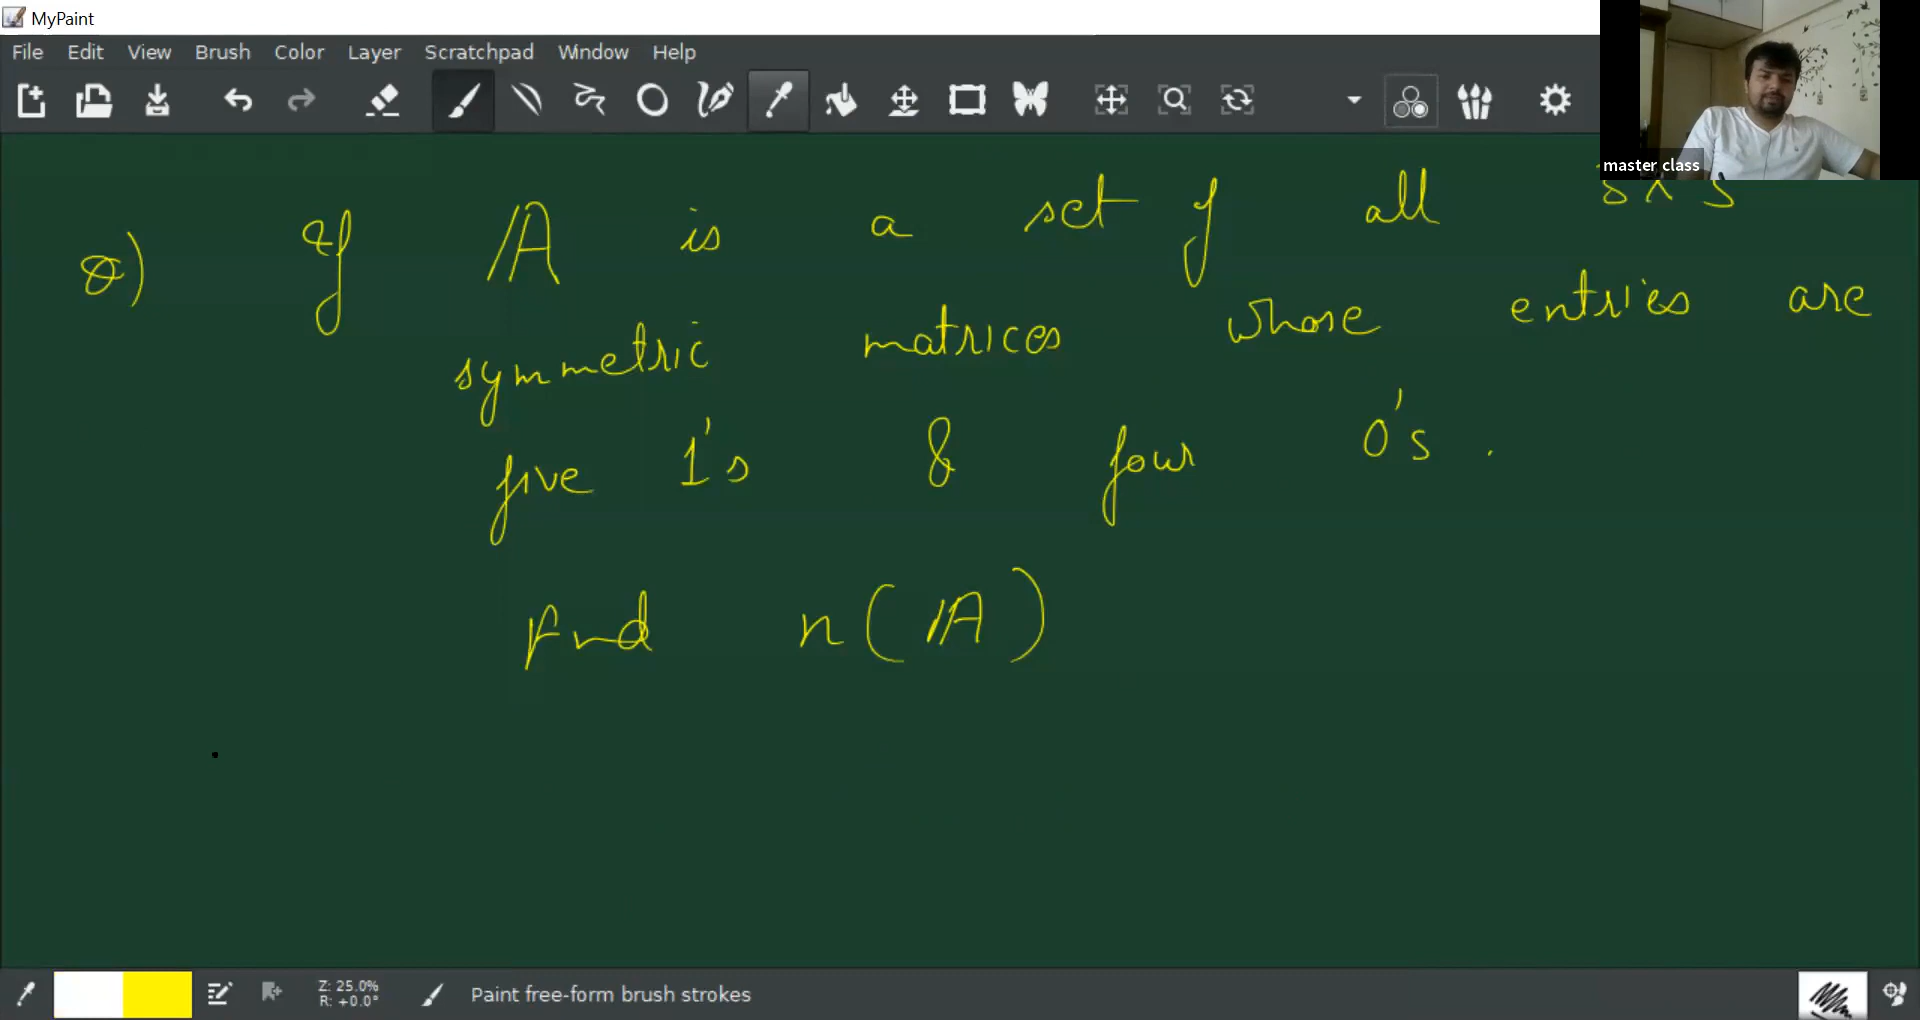 MyPaint
File Edit View Brush Color Layer Scratchpad Window Help
master class
Q) If A is a set of all 3x3
symmetric matrices whose entries are
five 1's & four 0's .
Find n(A)
Z: 25.0%
R: +0.0°
Paint free-form brush strokes